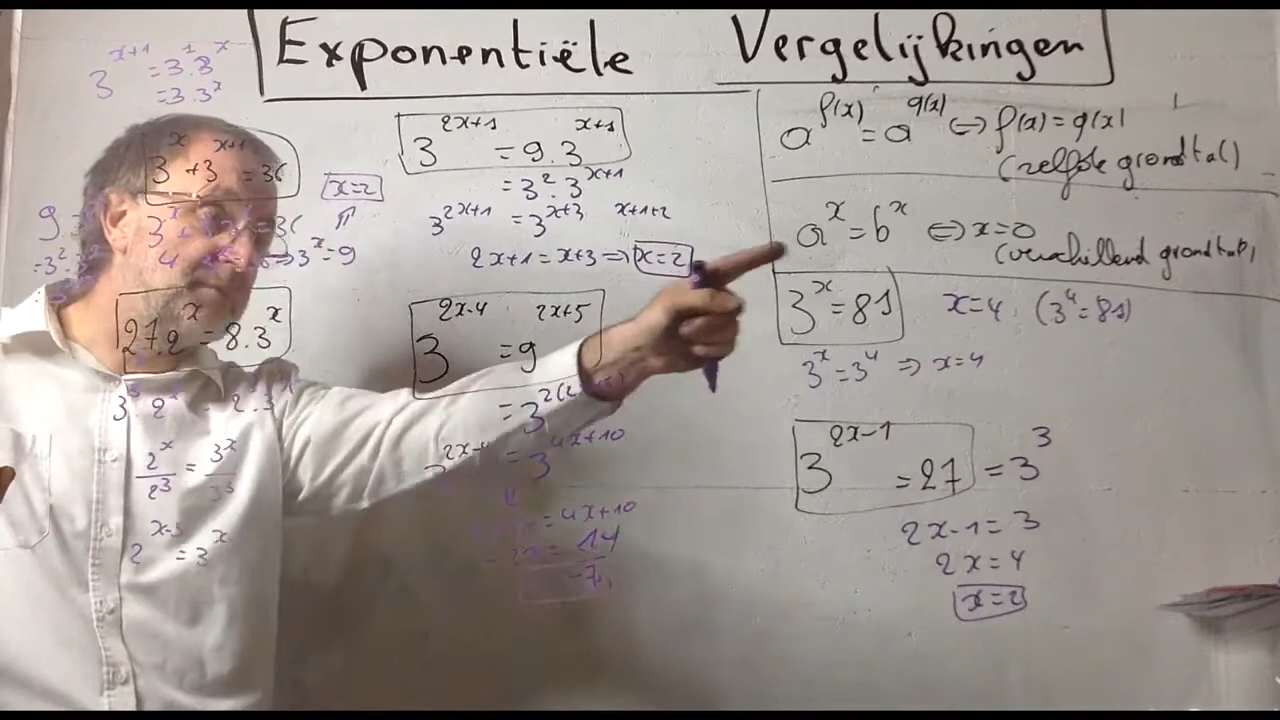 Exponentiële Vergelijkingen
3^{x+1} = 3^1.3^x
= 3.3^x
3^x + 3^{x+1} = 36
x=2
3^x = 9
27.2^x = 8.3^x
2^x/2^3 = 3^x/3^3
2^{x-3} = 3^x
3^{2x+1} = 9.3^{x+1}
= 3^2.3^{x+1}
3^{2x+1} = 3^{x+3} x+1+2
2x+1 = x+3 ⇒ x=2
3^{2x-4} = 9^{2x+5}
= 3^{4x+10}
= 4x+10
= 14
-7
a^{f(x)} = a^{g(x)} ⇔ f(x) = g(x)
(zelfde grondtal)
a^x = b^x ⇔ x=0
(verschillend grondtal)
3^x = 81 x=4 (3^4 = 81)
3^x = 3^4 ⇒ x=4
3^{2x-1} = 27 = 3^3
2x-1 = 3
2x=4
x=2